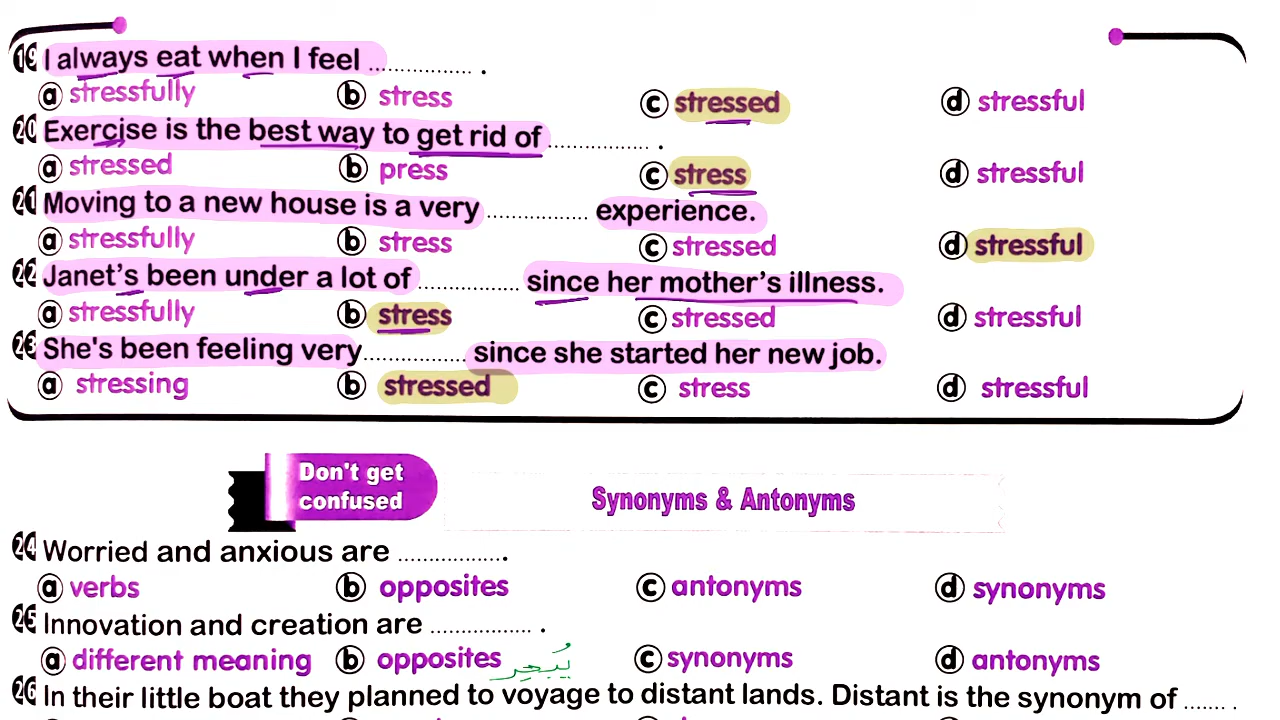 19 I always eat when I feel ................ .
a stressfully b stress c stressed d stressful
20 Exercise is the best way to get rid of ................ .
a stressed b press c stress d stressful
21 Moving to a new house is a very ................ experience.
a stressfully b stress c stressed d stressful
22 Janet's been under a lot of ................ since her mother's illness.
a stressfully b stress c stressed d stressful
23 She's been feeling very ................ since she started her new job.
a stressing b stressed c stress d stressful
Don't get
confused
Synonyms & Antonyms
24 Worried and anxious are ................ .
a verbs b opposites c antonyms d synonyms
25 Innovation and creation are ................ .
a different meaning b opposites c synonyms d antonyms
يُبحِر
26 In their little boat they planned to voyage to distant lands. Distant is the synonym of ....... .